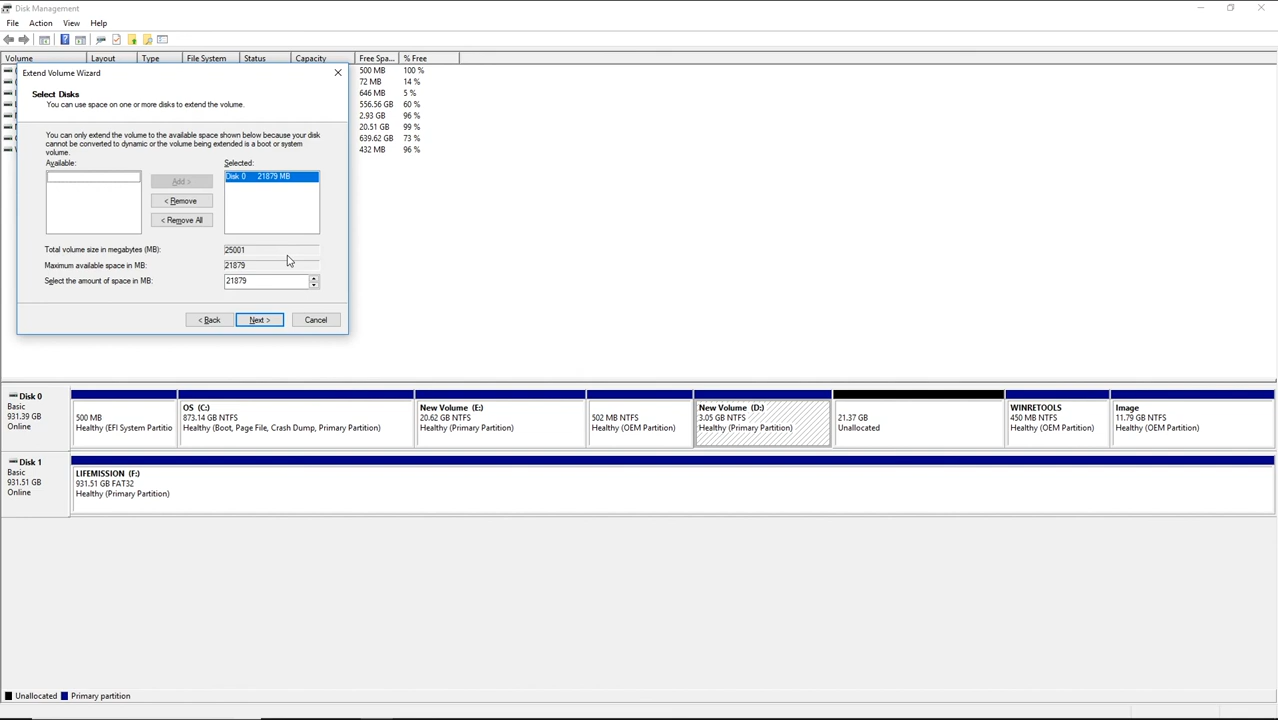 Disk Management
File Action View Help
Volume Layout Type File System Status Capacity Free Spa... % Free
500 MB 100 %
72 MB 14 %
646 MB 5 %
556.56 GB 60 %
2.93 GB 96 %
20.51 GB 99 %
639.62 GB 73 %
432 MB 96 %
Extend Volume Wizard
Select Disks
You can use space on one or more disks to extend the volume.
You can only extend the volume to the available space shown below because your disk
cannot be converted to dynamic or the volume being extended is a boot or system
volume.
Available: Selected:
Disk 0 21879 MB
Add >
< Remove
< Remove All
Total volume size in megabytes (MB): 25001
Maximum available space in MB: 21879
Select the amount of space in MB: 21879
< Back Next > Cancel
Disk 0
Basic
931.39 GB
Online
500 MB
Healthy (EFI System Partitio
OS (C:)
873.14 GB NTFS
Healthy (Boot, Page File, Crash Dump, Primary Partition)
New Volume (E:)
20.62 GB NTFS
Healthy (Primary Partition)
502 MB NTFS
Healthy (OEM Partition)
New Volume (D:)
3.05 GB NTFS
Healthy (Primary Partition)
21.37 GB
Unallocated
WINRETOOLS
450 MB NTFS
Healthy (OEM Partition)
Image
11.79 GB NTFS
Healthy (OEM Partition)
Disk 1
Basic
931.51 GB
Online
LIFEMISSION (F:)
931.51 GB FAT32
Healthy (Primary Partition)
Unallocated Primary partition